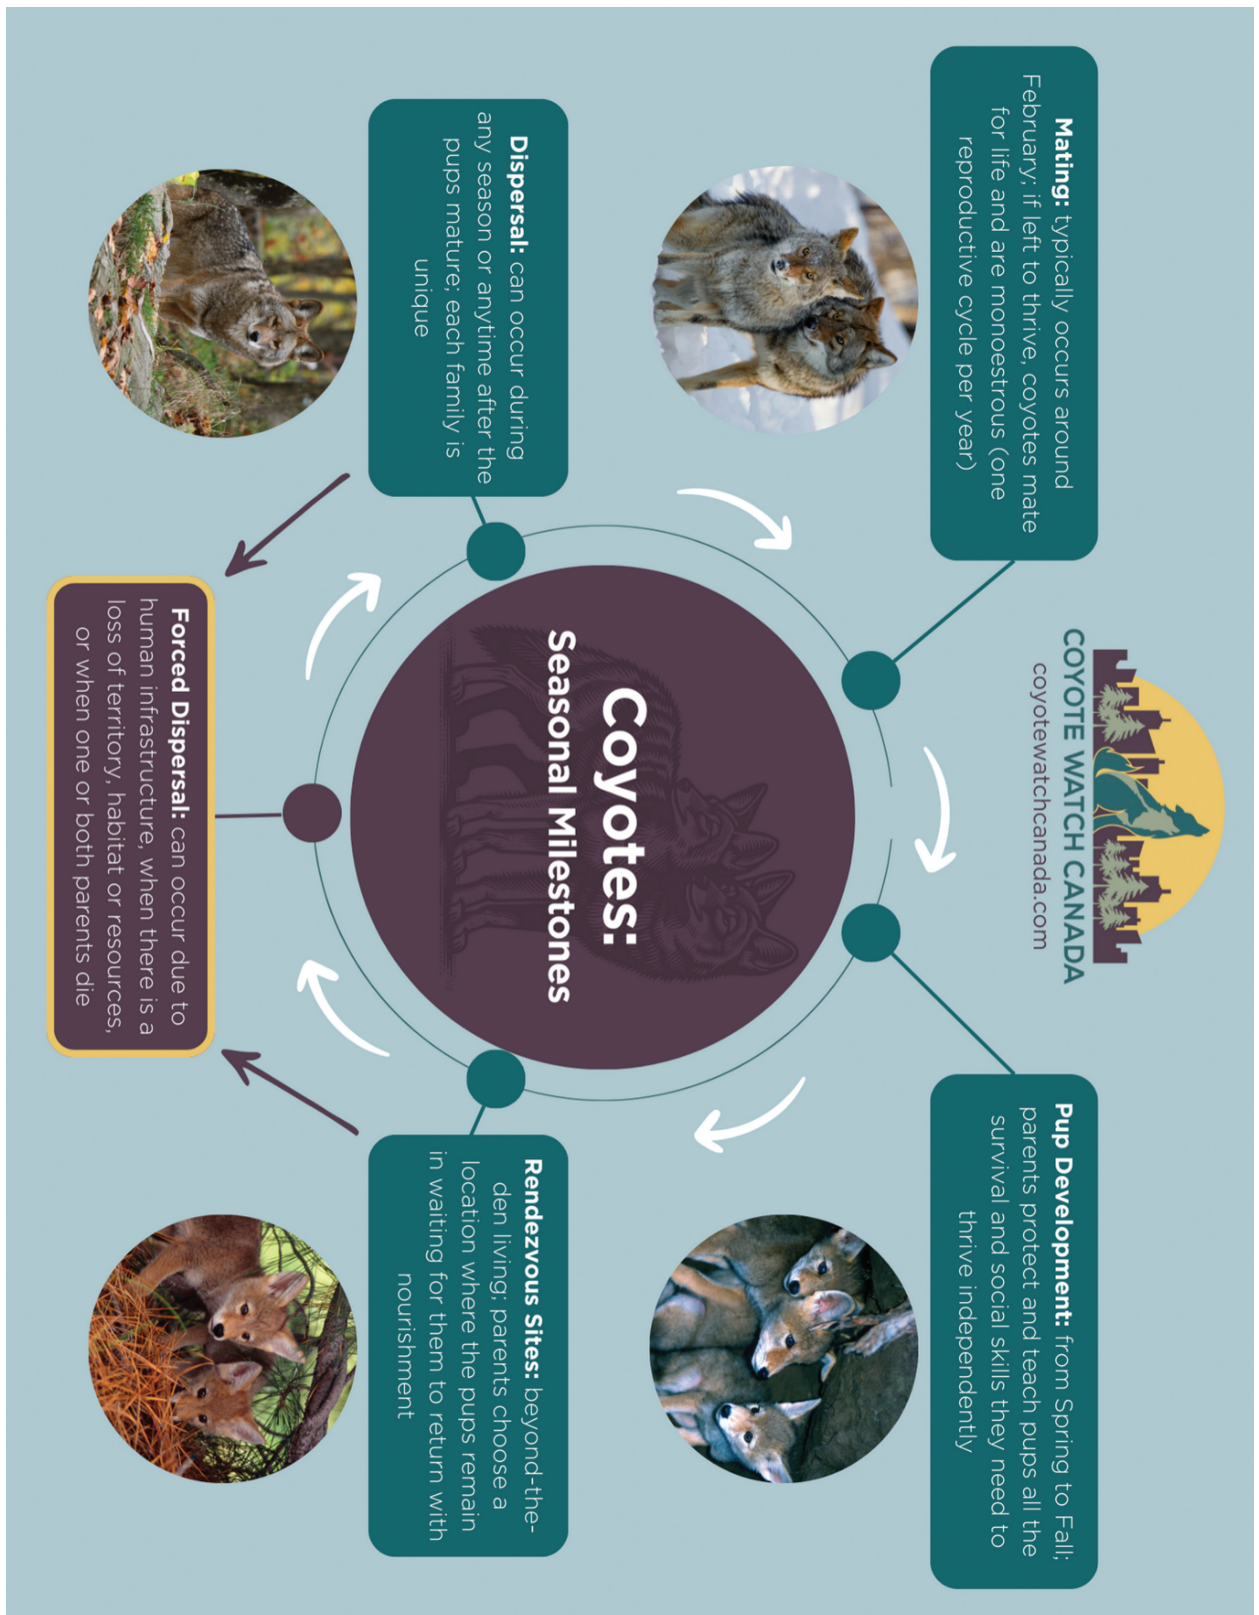 COYOTE WATCH CANADA
coyotewatchcanada.com
Mating: typically occurs around
February; if left to thrive, coyotes mate
for life and are monoestrous (one
reproductive cycle per year)
Pup Development: from Spring to Fall;
parents protect and teach pups all the
survival and social skills they need to
thrive independently
Coyotes:
Seasonal Milestones
Dispersal: can occur during
any season or anytime after the
pups mature; each family is
unique
Rendezvous Sites: beyond-the-
den living; parents choose a
location where the pups remain
in waiting for them to return with
nourishment
Forced Dispersal: can occur due to
human infrastructure, when there is a
loss of territory, habitat or resources,
or when one or both parents die